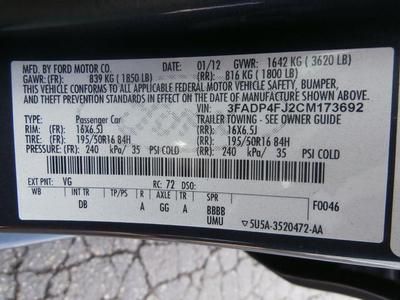 MFD. BY FORD MOTOR CO.
DATE: 01/12 GVWR: 1642 KG ( 3620 LB)
GAWR: (FR): 839 KG ( 1850 LB) (RR): 816 KG ( 1800 LB)
THIS VEHICLE CONFORMS TO ALL APPLICABLE FEDERAL MOTOR VEHICLE SAFETY, BUMPER,
AND THEFT PREVENTION STANDARDS IN EFFECT ON THE DATE OF MANUFACTURE SHOWN ABOVE.
VIN: 3FADP4FJ2CM173692
TYPE: Passenger Car TRAILER TOWING - SEE OWNER GUIDE
RIM: (FR): 16X6.5J (RR): 16X6.5J
TIRE: (FR): 195/50R16 84H (RR): 195/50R16 84H
PRESSURE: (FR): 240 kPa/ 35 PSI COLD (RR): 240 kPa/ 35 PSI COLD
EXT PNT: VG RC: 72 DSO: F0046
WB INT TR TP/PS R AXLE TR SPR
DB A GG A BBBB
UMU ▽5U5A-3520472-AA